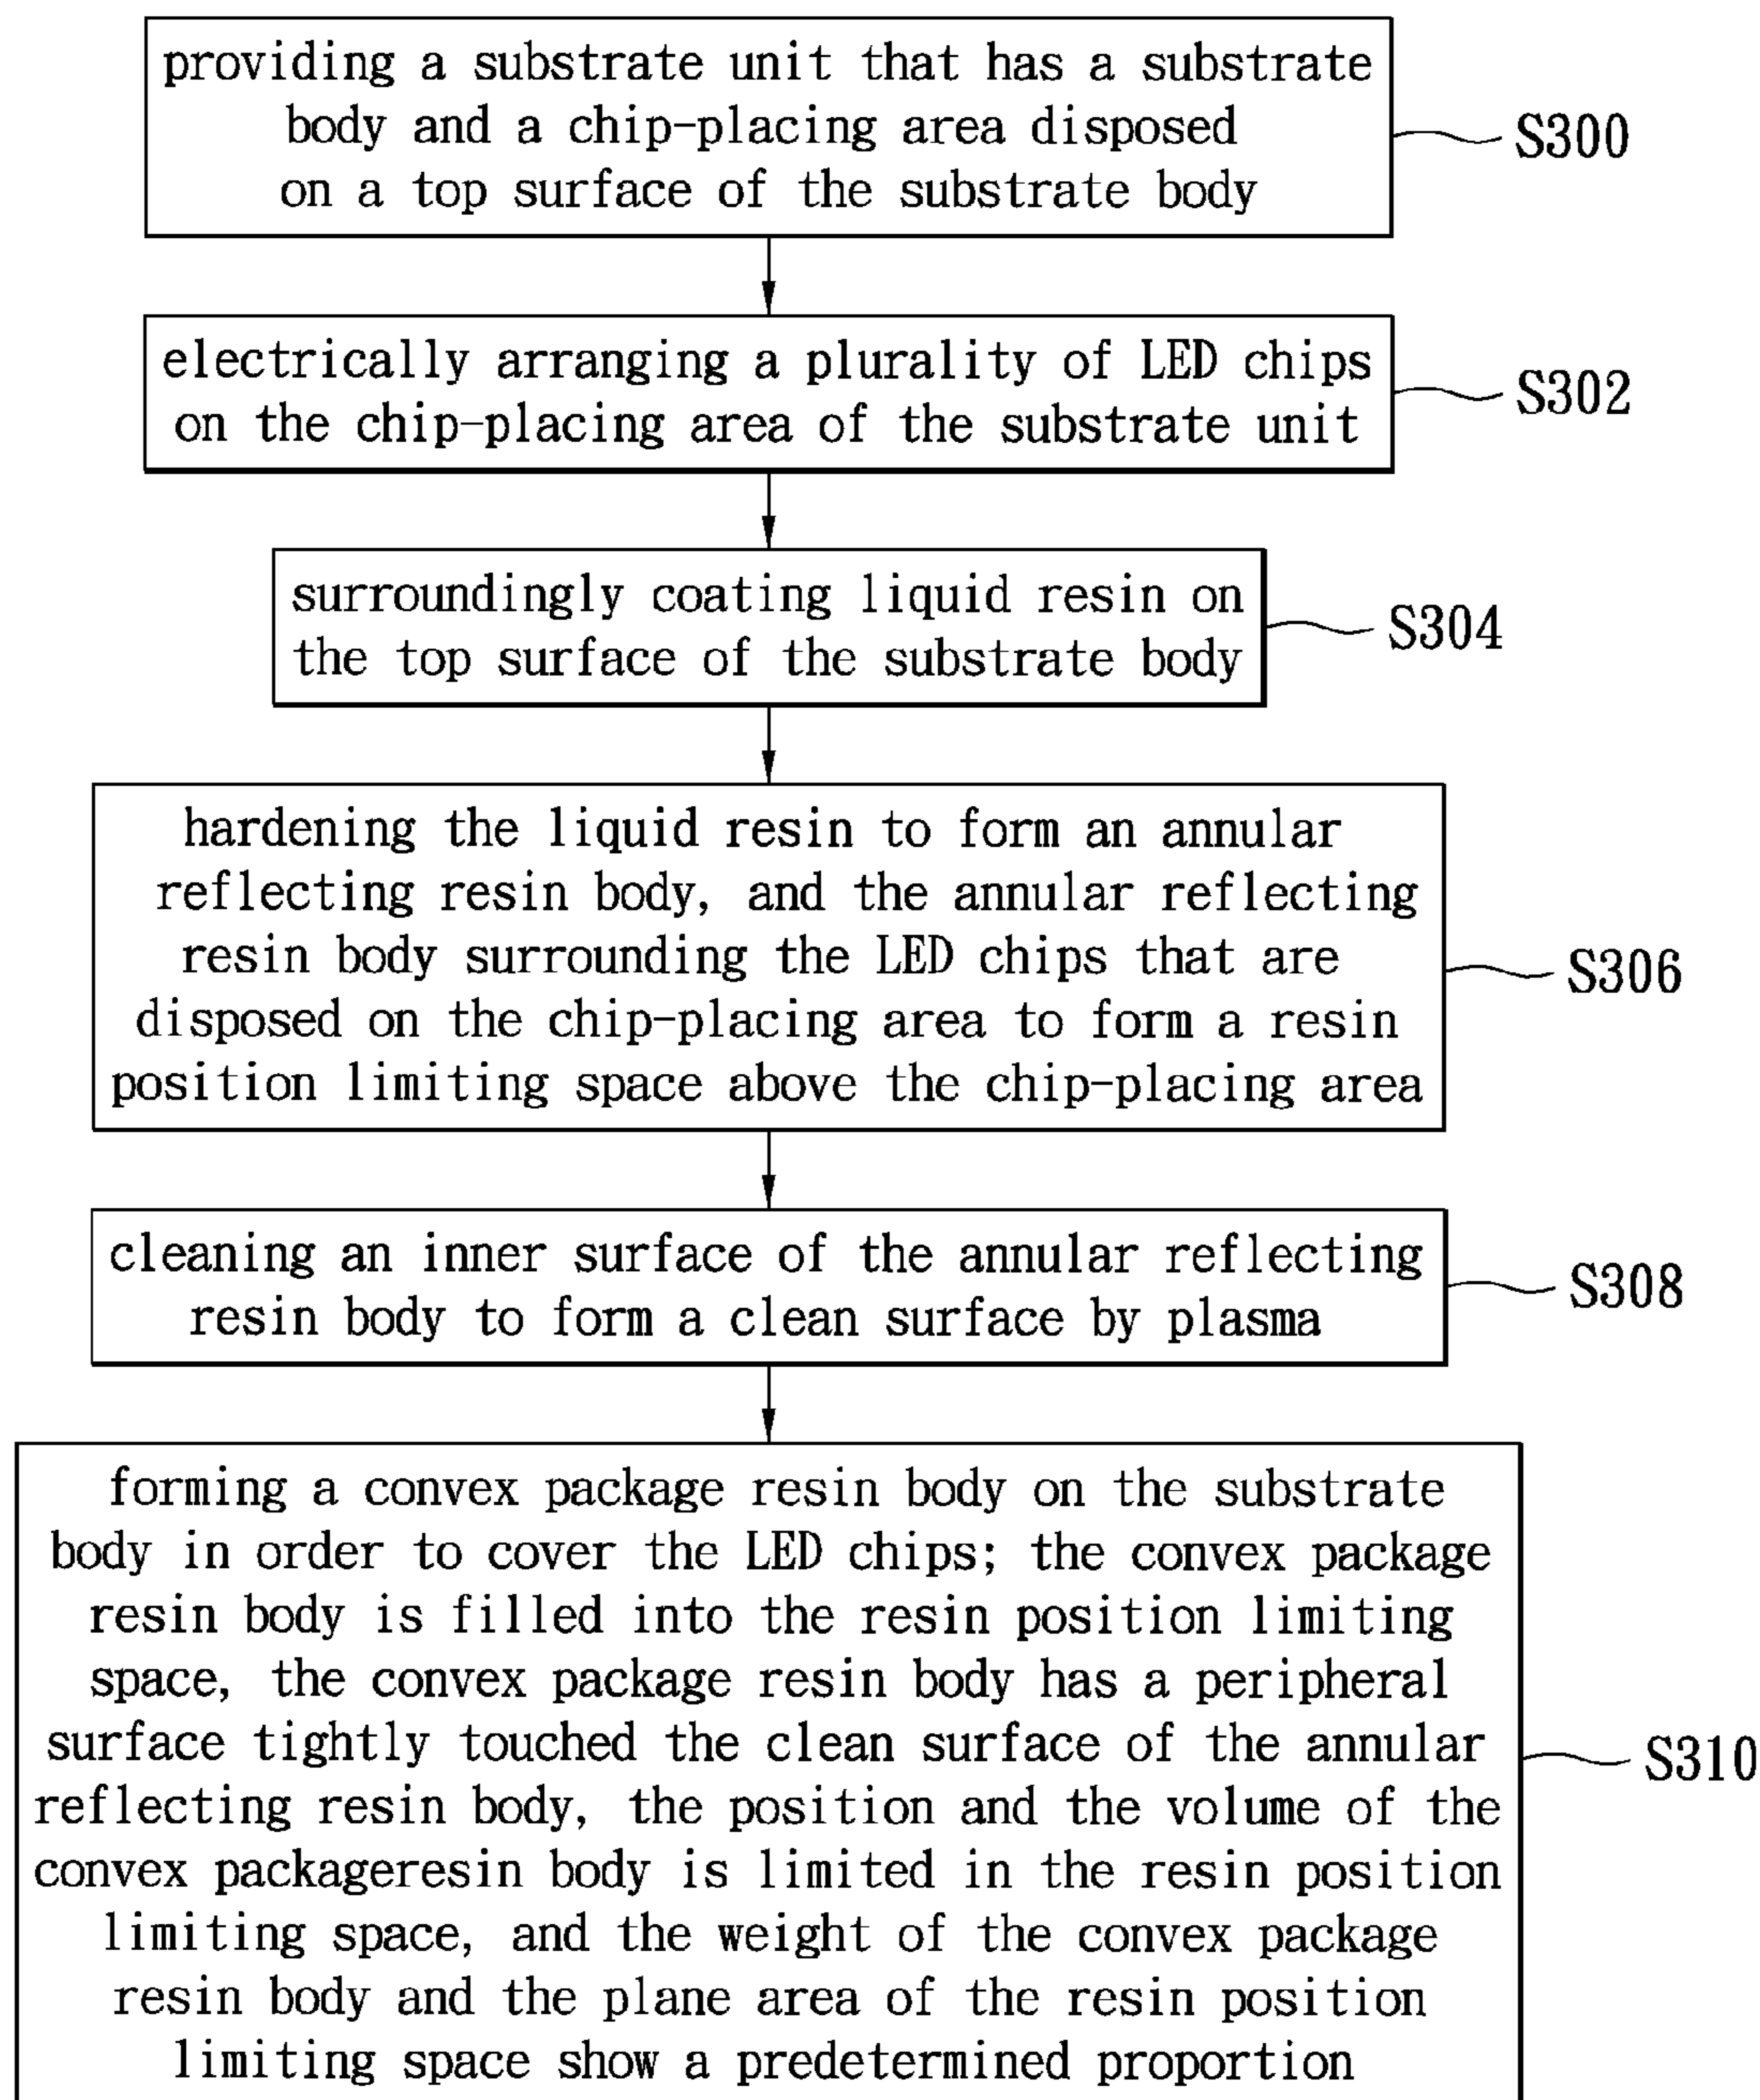 providing a substrate unit that has a substrate
body and a chip-placing area disposed
on a top surface of the substrate body
S300
electrically arranging a plurality of LED chips
on the chip-placing area of the substrate unit
S302
surroundingly coating liquid resin on
the top surface of the substrate body
S304
hardening the liquid resin to form an annular
reflecting resin body, and the annular reflecting
resin body surrounding the LED chips that are
disposed on the chip-placing area to form a resin
position limiting space above the chip-placing area
S306
cleaning an inner surface of the annular reflecting
resin body to form a clean surface by plasma
S308
forming a convex package resin body on the substrate
body in order to cover the LED chips; the convex package
resin body is filled into the resin position limiting
space, the convex package resin body has a peripheral
surface tightly touched the clean surface of the annular
reflecting resin body, the position and the volume of the
convex packageresin body is limited in the resin position
limiting space, and the weight of the convex package
resin body and the plane area of the resin position
limiting space show a predetermined proportion
S310